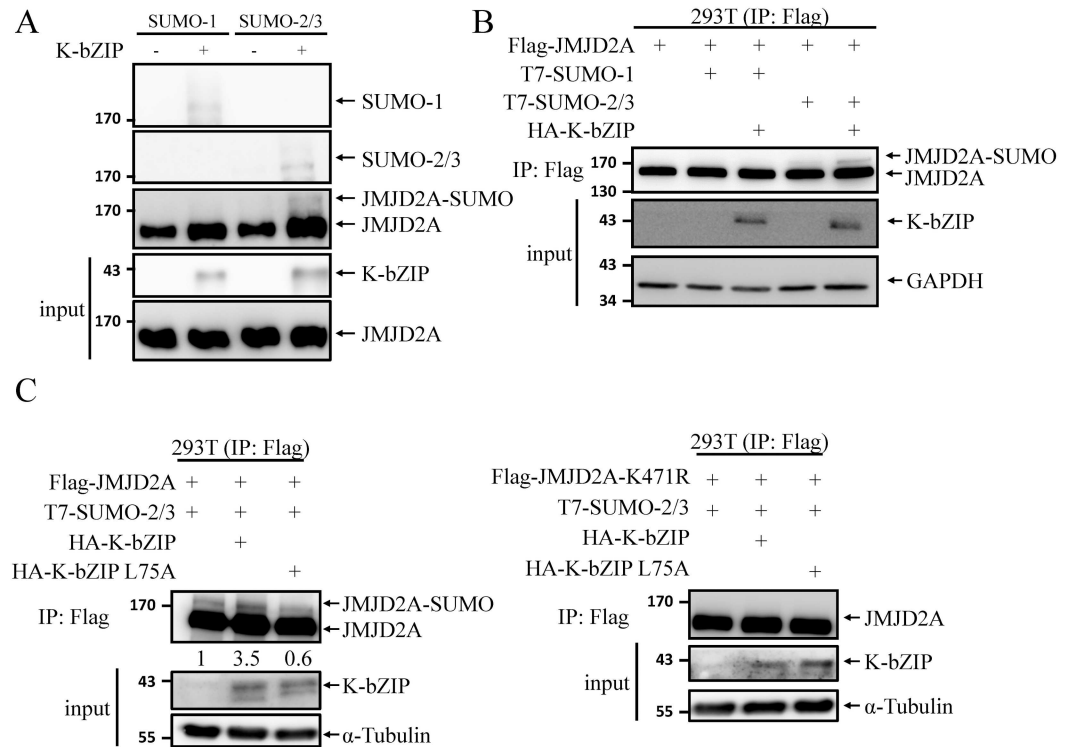 A
SUMO-1 SUMO-2/3
K-bZIP - + - +
170
SUMO-1
170
SUMO-2/3
170
JMJD2A-SUMO
JMJD2A
input
43
K-bZIP
170
JMJD2A
B
293T (IP: Flag)
Flag-JMJD2A + + + + +
T7-SUMO-1 + +
T7-SUMO-2/3 + +
HA-K-bZIP + +
IP: Flag
170
130
JMJD2A-SUMO
JMJD2A
input
43
K-bZIP
43
34
GAPDH
C
293T (IP: Flag)
Flag-JMJD2A + + +
T7-SUMO-2/3 + + +
HA-K-bZIP +
HA-K-bZIP L75A +
IP: Flag
170
JMJD2A-SUMO
JMJD2A
1 3.5 0.6
input
43
K-bZIP
55
α-Tubulin
293T (IP: Flag)
Flag-JMJD2A-K471R + + +
T7-SUMO-2/3 + + +
HA-K-bZIP +
HA-K-bZIP L75A +
IP: Flag
170
JMJD2A
input
43
K-bZIP
55
α-Tubulin